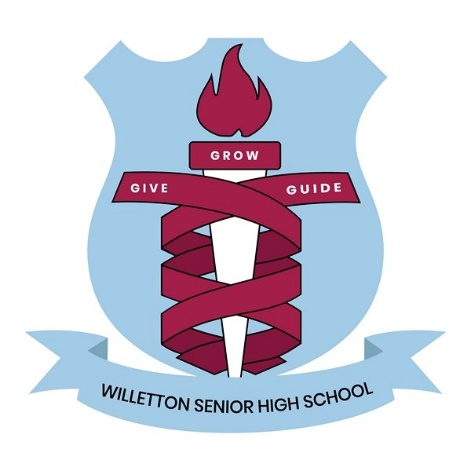 GROW
GIVE GUIDE
WILLETTON SENIOR HIGH SCHOOL